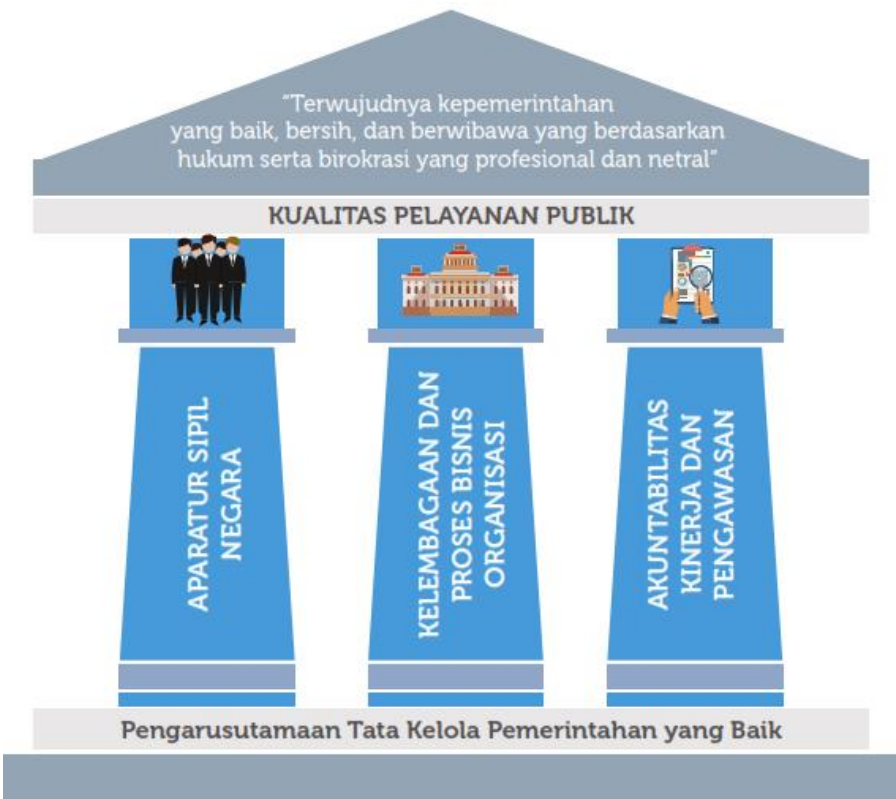 "Terwujudnya kepemerintahan
yang baik, bersih, dan berwibawa yang berdasarkan
hukum serta birokrasi yang profesional dan netral"
KUALITAS PELAYANAN PUBLIK
APARATUR SIPIL
NEGARA
KELEMBAGAAN DAN
PROSES BISNIS
ORGANISASI
AKUNTABILITAS
KINERJA DAN
PENGAWASAN
Pengarusutamaan Tata Kelola Pemerintahan yang Baik